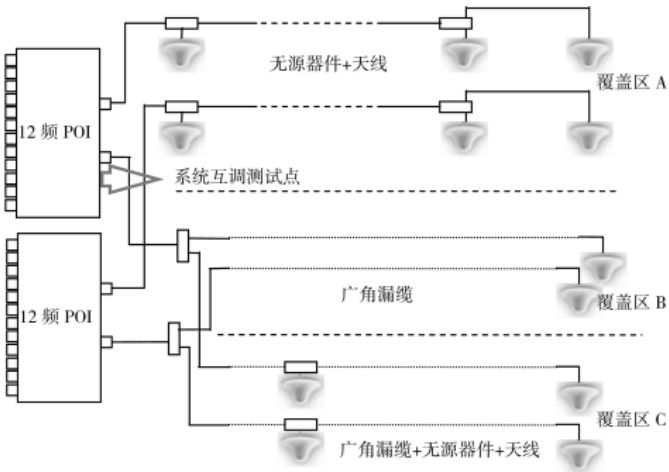 无源器件+天线
覆盖区 A
12 频 POI
系统互调测试点
广角漏缆
覆盖区 B
12 频 POI
覆盖区 C
广角漏缆+无源器件+天线